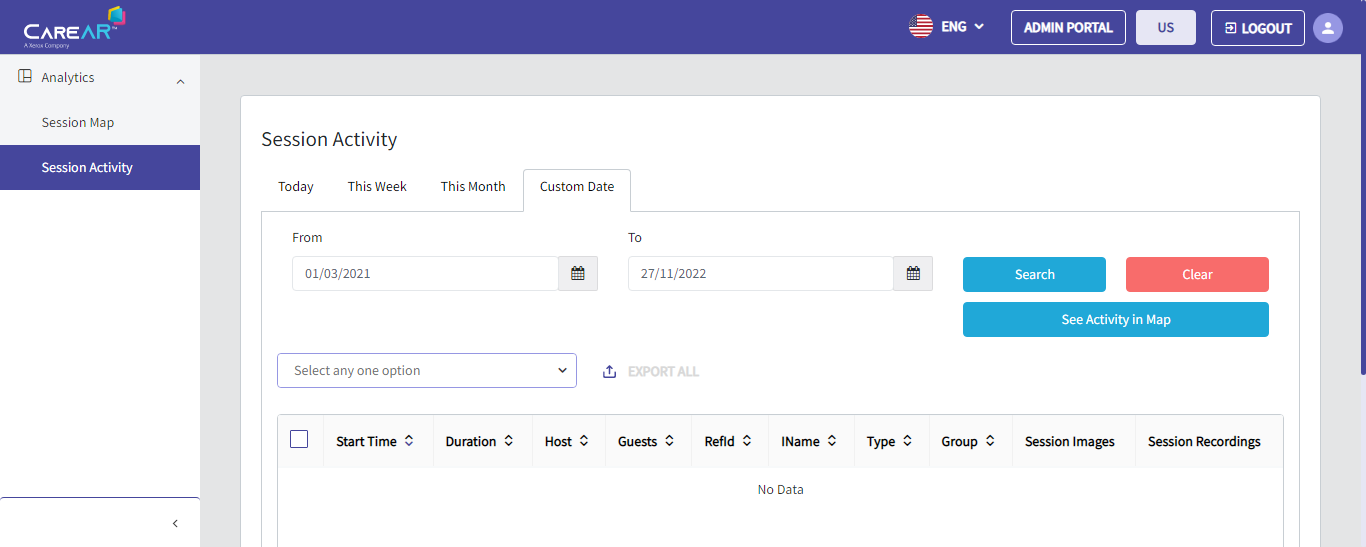 CAREAR™
A Xerox Company
ENG
ADMIN PORTAL
US
LOGOUT
Analytics
Session Map
Session Activity
Session Activity
Today This Week This Month Custom Date
From To
01/03/2021 27/11/2022 Search Clear
See Activity in Map
Select any one option EXPORT ALL
Start Time Duration Host Guests RefId IName Type Group Session Images Session Recordings
No Data